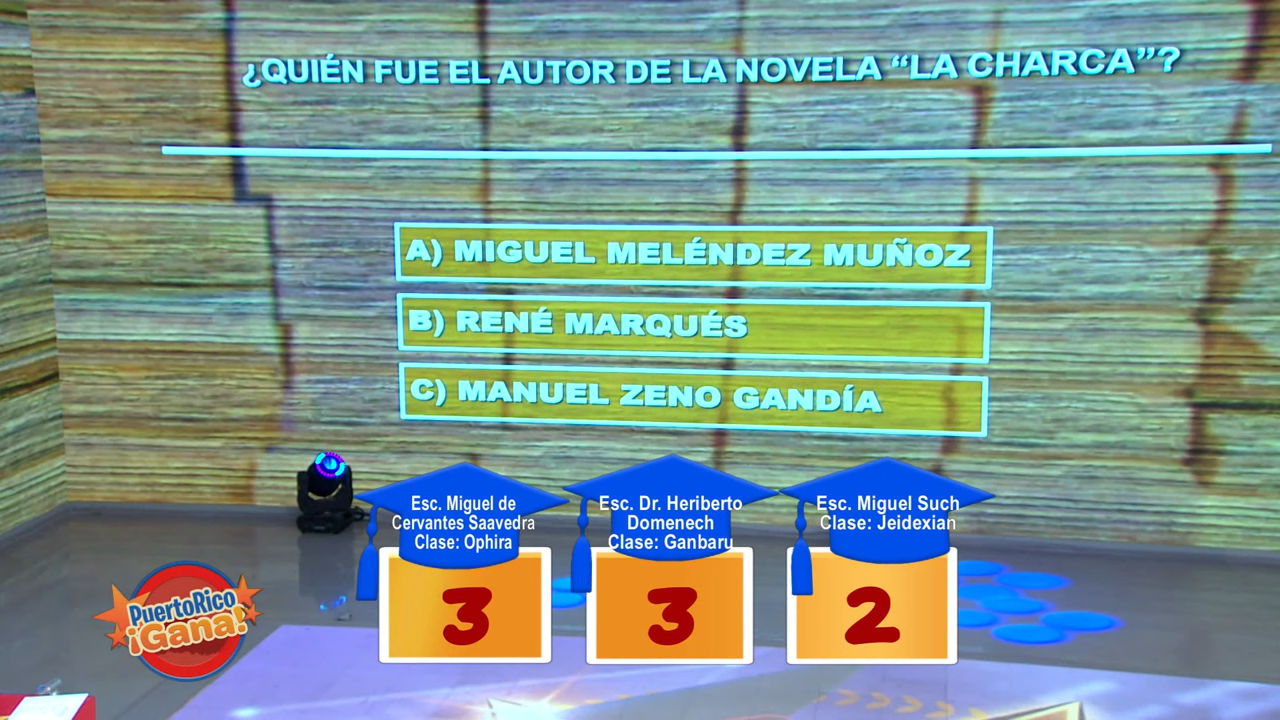 ¿QUIÉN FUE EL AUTOR DE LA NOVELA “LA CHARCA”?
A) MIGUEL MELÉNDEZ MUÑOZ
B) RENÉ MARQUÉS
C) MANUEL ZENO GANDÍA
Esc. Miguel de
Cervantes Saavedra
Clase: Ophira
3
Esc. Dr. Heriberto
Domenech
Clase: Ganbaru
3
Esc. Miguel Such
Clase: Jeidexian
2
PuertoRico
¡Gana!